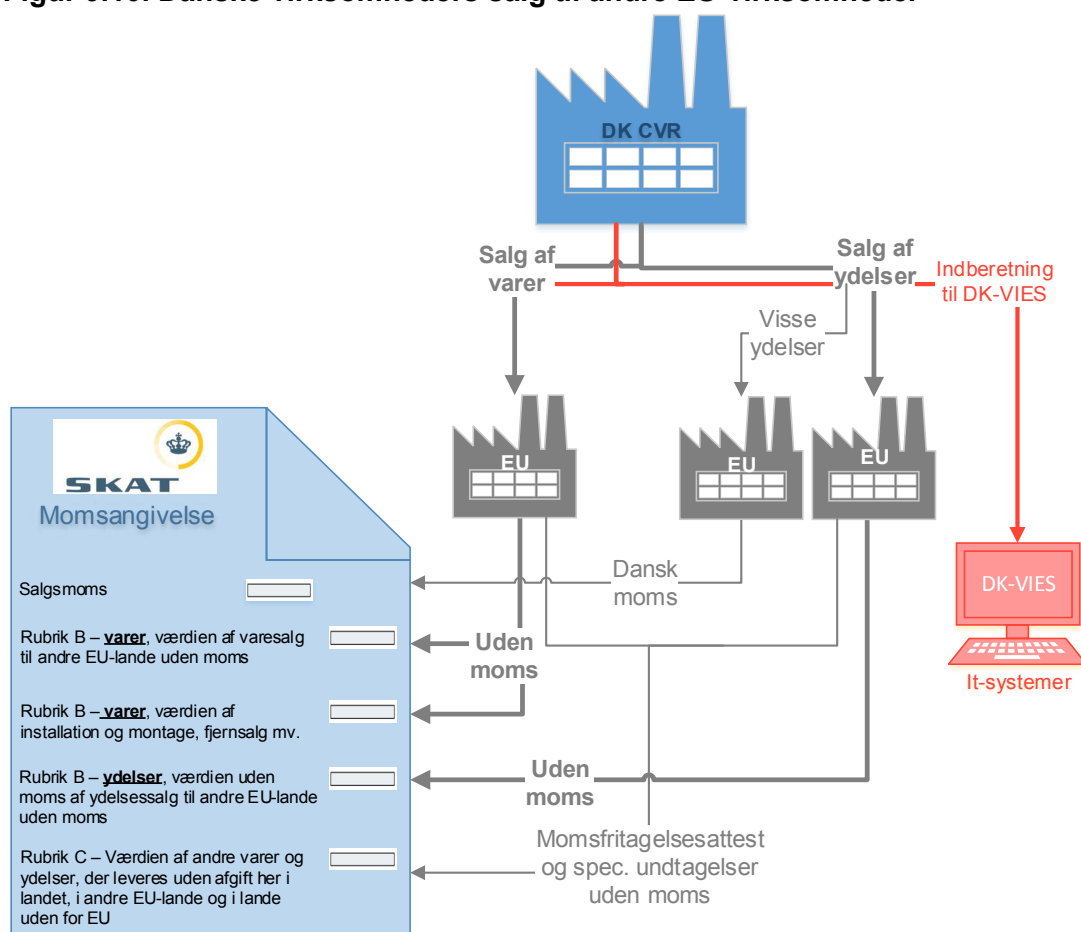 DK CVR
Salg af
varer
Salg af
ydelser
Indberetning
til DK-VIES
Visse
ydelser
EU
EU
EU
SKAT
Momsangivelse
Salgsmoms
Dansk
moms
DK-VIES
It-systemer
Rubrik B – varer, værdien af varesalg
til andre EU-lande uden moms
Uden
moms
Rubrik B – varer, værdien af
installation og montage, fjernsalg mv.
Rubrik B – ydelser, værdien uden
moms af ydelsessalg til andre EU-lande
uden moms
Uden
moms
Rubrik C – Værdien af andre varer og
ydelser, der leveres uden afgift her i
landet, i andre EU-lande og i lande
uden for EU
Momsfritagelsesattest
og spec. undtagelser
uden moms